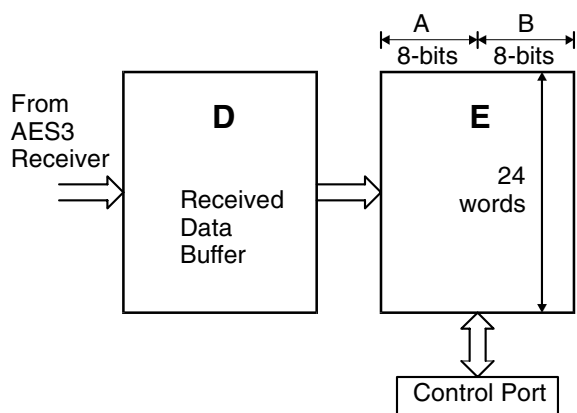 A B
8-bits 8-bits
From
AES3
Receiver
D
Received
Data
Buffer
E
24
words
Control Port